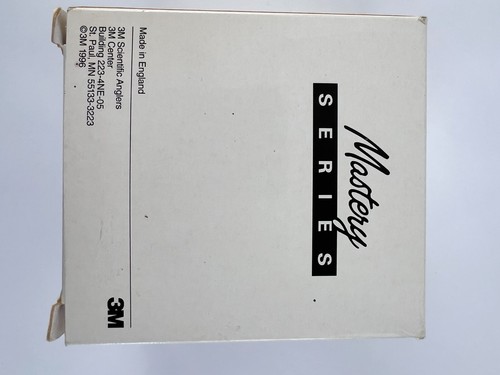 Mastery
SERIES
Made in England
3M Scientific Anglers
3M Center
Building 223-4NE-05
St. Paul, MN 55133-3223
©3M 1996
3M